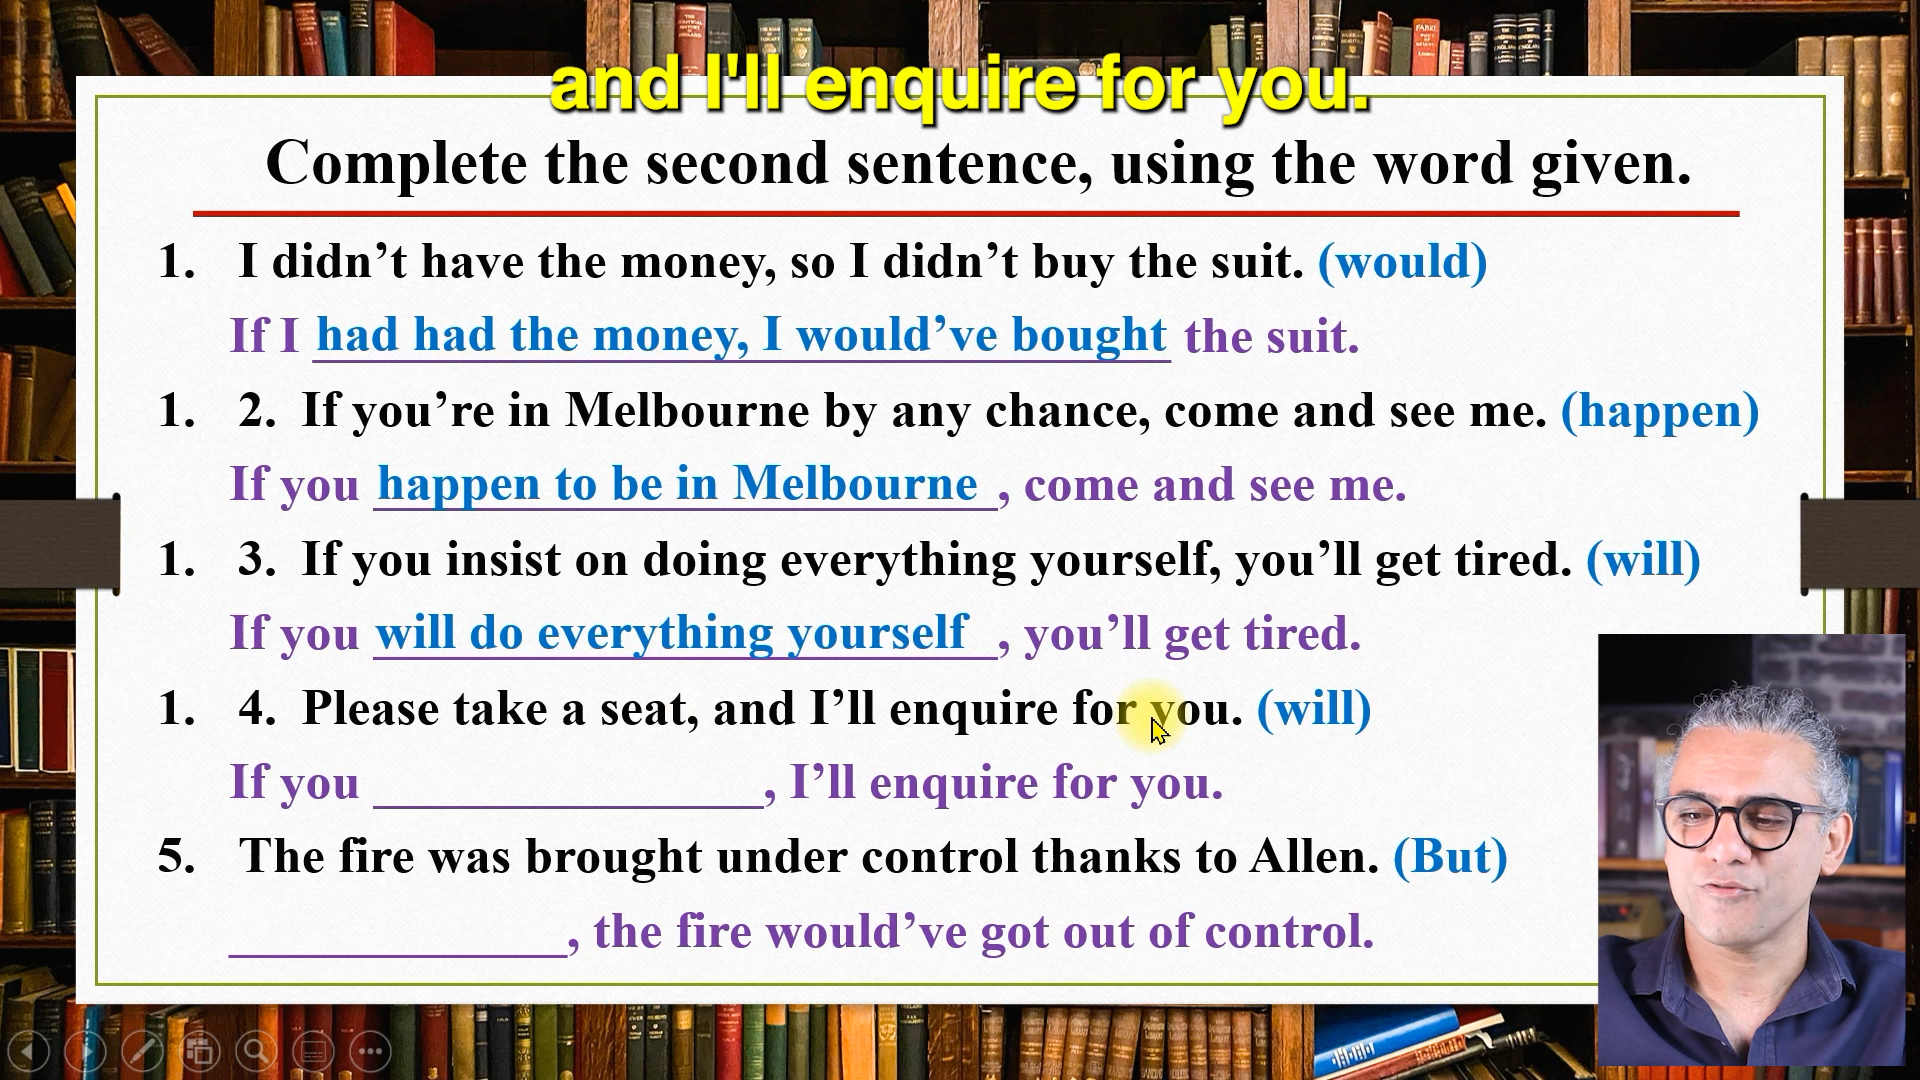 and I'll enquire for you.
Complete the second sentence, using the word given.
1. I didn’t have the money, so I didn’t buy the suit. (would)
If I had had the money, I would’ve bought the suit.
1. 2. If you’re in Melbourne by any chance, come and see me. (happen)
If you happen to be in Melbourne , come and see me.
1. 3. If you insist on doing everything yourself, you’ll get tired. (will)
If you will do everything yourself , you’ll get tired.
1. 4. Please take a seat, and I’ll enquire for you. (will)
If you _______________, I’ll enquire for you.
5. The fire was brought under control thanks to Allen. (But)
_____________, the fire would’ve got out of control.